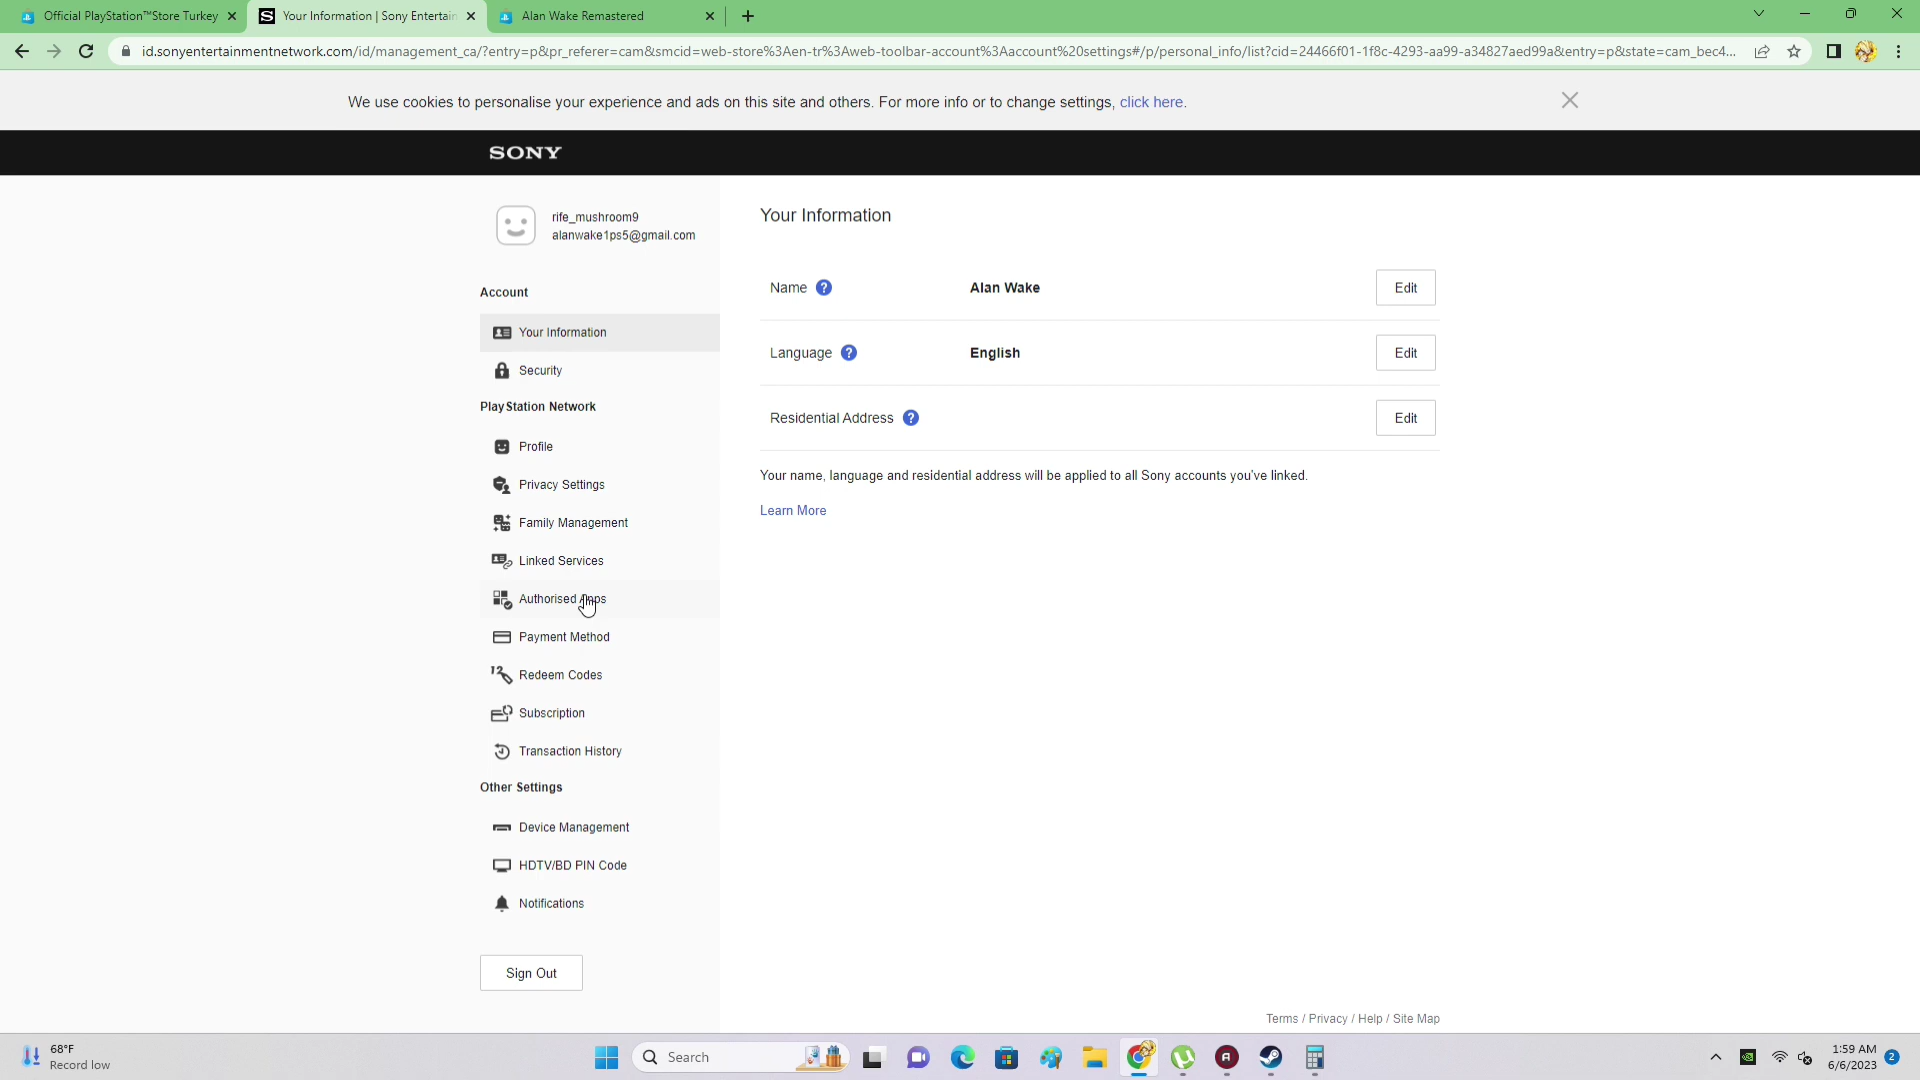 Official PlayStation™Store Turkey
Your Information | Sony Entertain
Alan Wake Remastered
id.sonyentertainmentnetwork.com/id/management_ca/?entry=p&pr_referer=cam&smcid=web-store%3Aen-tr%3Aweb-toolbar-account%3Aaccount%20settings#/p/personal_info/list?cid=24466f01-1f8c-4293-aa99-a34827aed99a&entry=p&state=cam_bec4...
We use cookies to personalise your experience and ads on this site and others. For more info or to change settings, click here.
SONY
rife_mushroom9
alanwake1ps5@gmail.com
Account
Your Information
Security
PlayStation Network
Profile
Privacy Settings
Family Management
Linked Services
Authorised Apps
Payment Method
Redeem Codes
Subscription
Transaction History
Other Settings
Device Management
HDTV/BD PIN Code
Notifications
Sign Out
Your Information
Name ? Alan Wake Edit
Language ? English Edit
Residential Address ? Edit
Your name, language and residential address will be applied to all Sony accounts you've linked.
Learn More
Terms / Privacy / Help / Site Map
68°F
Record low
Search
1:59 AM
6/6/2023
2